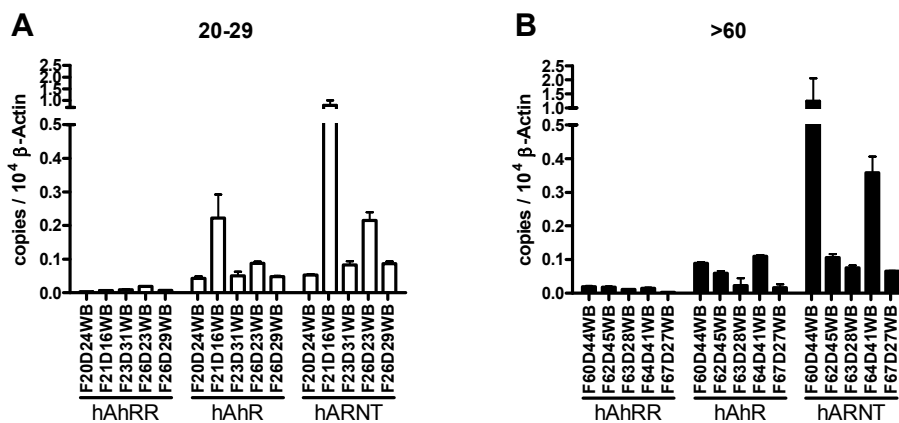 A
20-29
copies / 10⁴ β-Actin
2.5
2.0
1.5
1.0
0.5
0.3
0.2
0.1
0.0
F20D24WB
F21D16WB
F23D31WB
F26D23WB
F26D29WB
F20D24WB
F21D16WB
F23D31WB
F26D23WB
F26D29WB
F20D24WB
F21D16WB
F23D31WB
F26D23WB
F26D29WB
hAhRR
hAhR
hARNT
B
>60
copies / 10⁴ β-Actin
2.5
2.0
1.5
1.0
0.5
0.3
0.2
0.1
0.0
F60D44WB
F62D45WB
F63D28WB
F64D41WB
F67D27WB
F60D44WB
F62D45WB
F63D28WB
F64D41WB
F67D27WB
F60D44WB
F62D45WB
F63D28WB
F64D41WB
F67D27WB
hAhRR
hAhR
hARNT